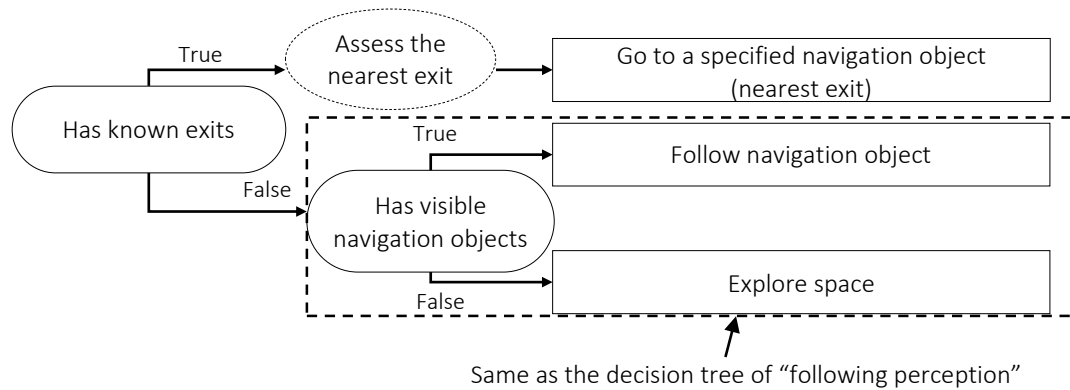 True
Assess the
nearest exit
Go to a specified navigation object
(nearest exit)
Has known exits
True
Follow navigation object
False
Has visible
navigation objects
Explore space
False
Same as the decision tree of “following perception”